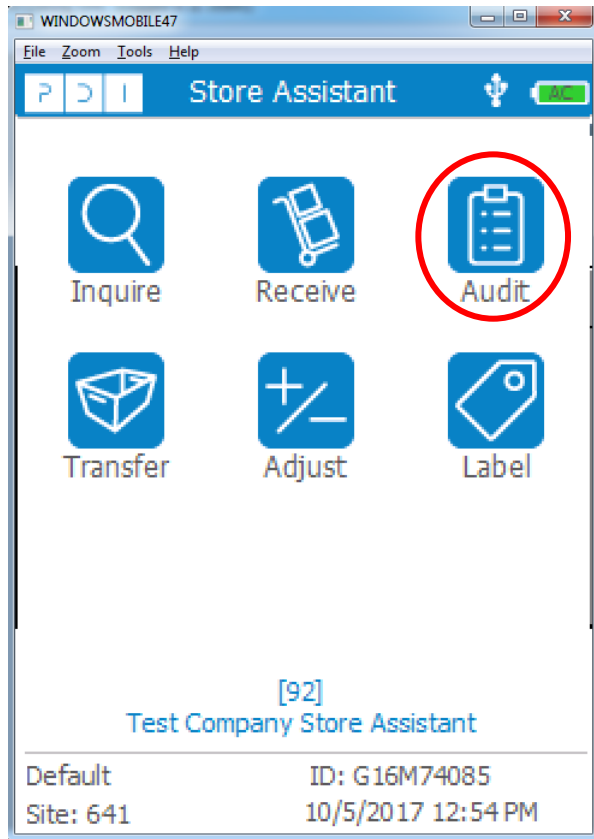 WINDOWSMOBILE47
File Zoom Tools Help
PDI Store Assistant AC
Inquire Receive Audit
Transfer Adjust Label
[92]
Test Company Store Assistant
Default ID: G16M74085
Site: 641 10/5/2017 12:54 PM